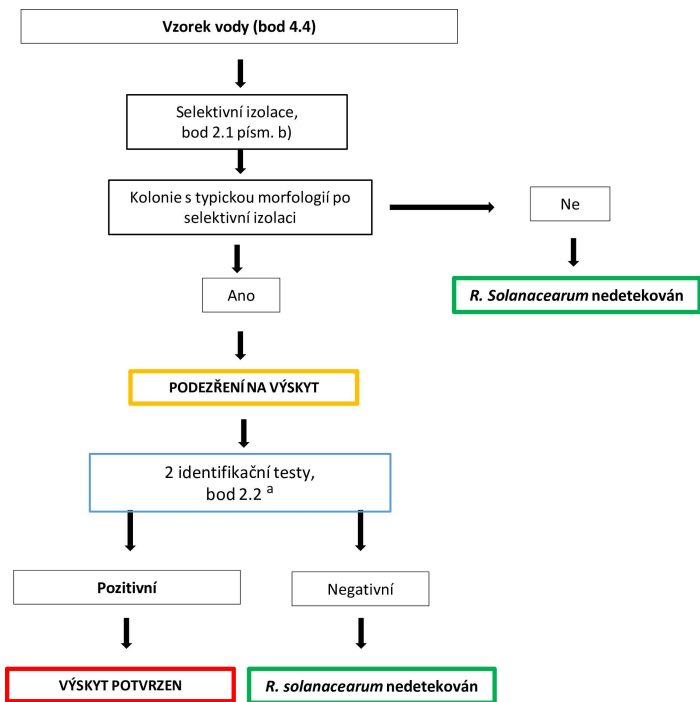 Vzorek vody (bod 4.4)
Selektivní izolace,
bod 2.1 písm. b)
Kolonie s typickou morfologií po
selektivní izolaci
Ne
Ano
R. Solanacearum nedetekován
PODEZŘENÍ NA VÝSKYT
2 identifikační testy,
bod 2.2 a
Pozitivní
Negativní
VÝSKYT POTVRZEN
R. solanacearum nedetekován